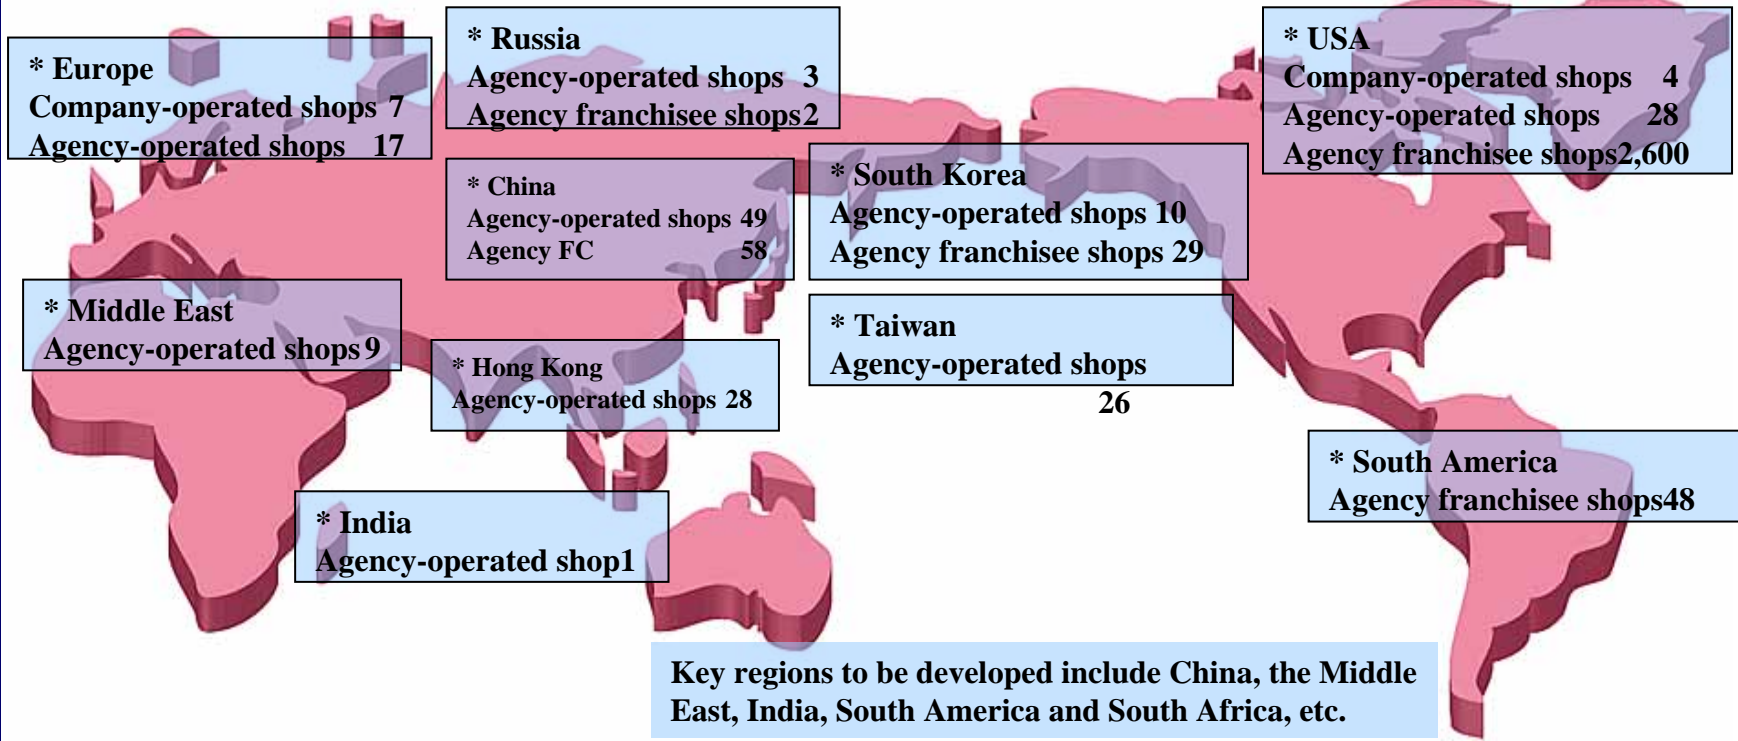 * Europe
Company-operated shops 7
Agency-operated shops 17
* Russia
Agency-operated shops 3
Agency franchisee shops2
* USA
Company-operated shops 4
Agency-operated shops 28
Agency franchisee shops2,600
* China
Agency-operated shops 49
Agency FC 58
* South Korea
Agency-operated shops 10
Agency franchisee shops 29
* Middle East
Agency-operated shops 9
* Hong Kong
Agency-operated shops 28
* Taiwan
Agency-operated shops
26
* South America
Agency franchisee shops48
* India
Agency-operated shop1
Key regions to be developed include China, the Middle
East, India, South America and South Africa, etc.